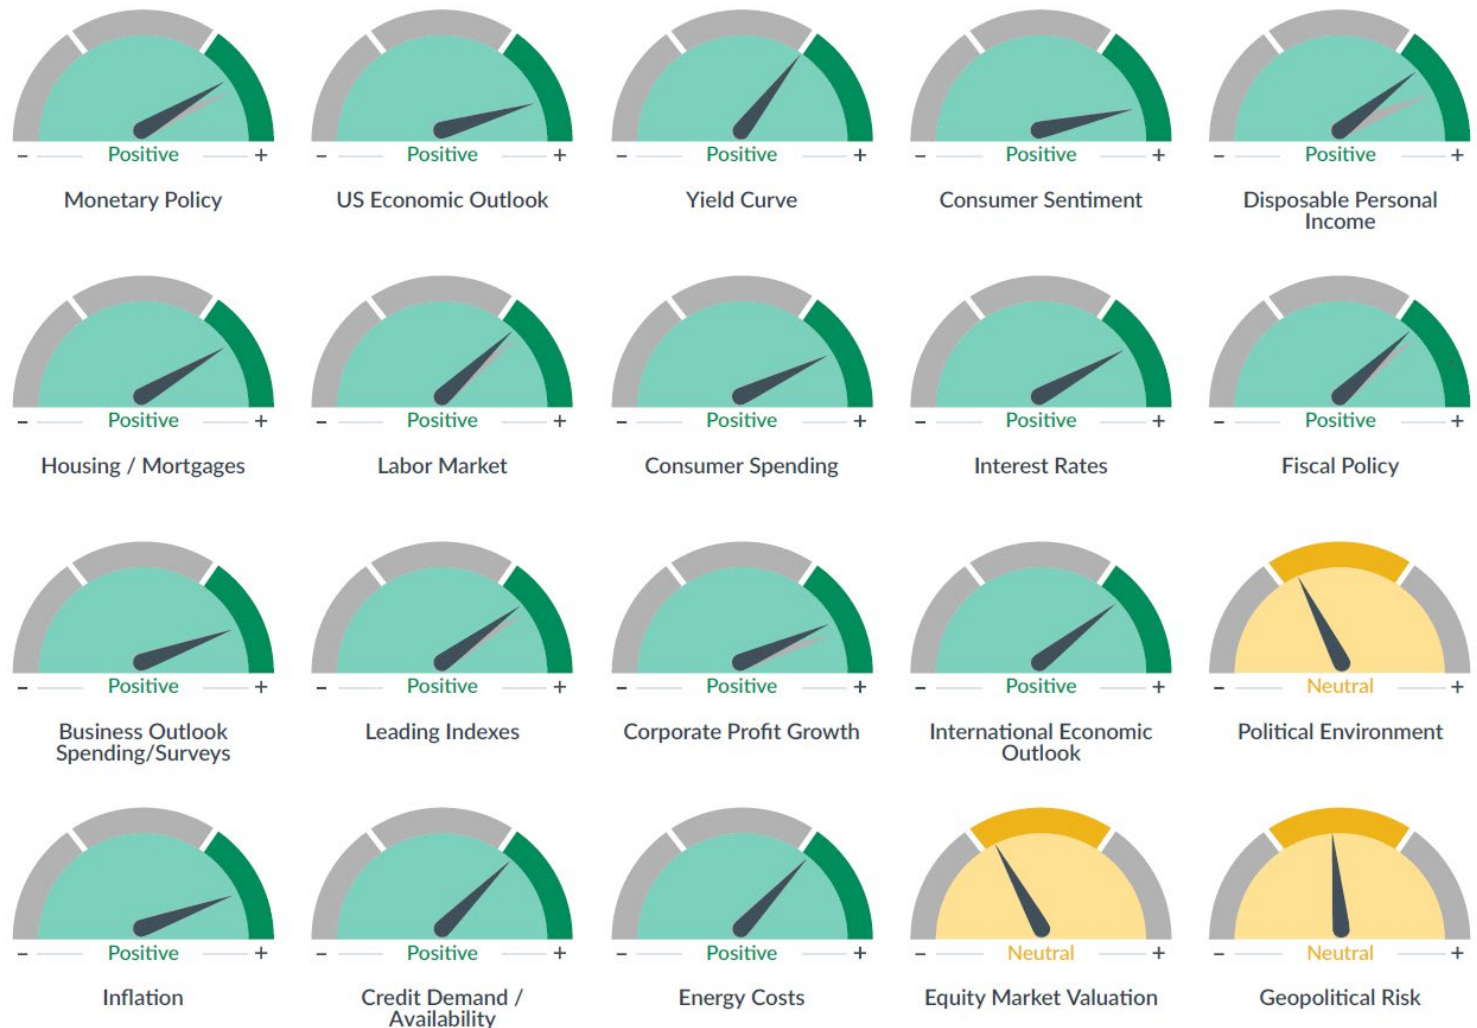 - Positive +
- Positive +
- Positive +
- Positive +
- Positive +
Monetary Policy
US Economic Outlook
Yield Curve
Consumer Sentiment
Disposable Personal
Income
- Positive +
- Positive +
- Positive +
- Positive +
- Positive +
Housing / Mortgages
Labor Market
Consumer Spending
Interest Rates
Fiscal Policy
- Positive +
- Positive +
- Positive +
- Positive +
- Neutral +
Business Outlook
Spending/Surveys
Leading Indexes
Corporate Profit Growth
International Economic
Outlook
Political Environment
- Positive +
- Positive +
- Positive +
- Neutral +
- Neutral +
Inflation
Credit Demand /
Availability
Energy Costs
Equity Market Valuation
Geopolitical Risk